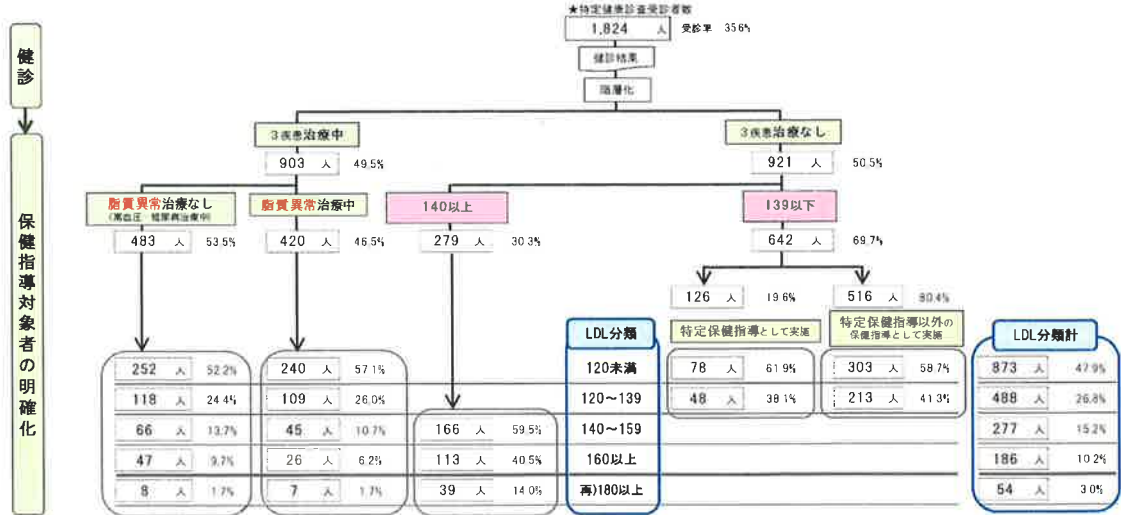 ★特定健康診査受診者数
1,824 人 受診率 35.6%
健診
健診結果
階層化
3疾患治療中
3疾患治療なし
903 人 49.5%
921 人 50.5%
保健指導対象者の明確化
脂質異常治療なし
(高血圧・糖尿病治療中)
脂質異常治療中
140以上
139以下
483 人 53.5%
420 人 46.5%
279 人 30.3%
642 人 69.7%
126 人 19.6%
516 人 80.4%
LDL分類
特定保健指導として実施
特定保健指導以外の
保健指導として実施
LDL分類計
252 人 52.2%
240 人 57.1%
120未満
78 人 61.9%
303 人 58.7%
873 人 47.9%
118 人 24.4%
109 人 26.0%
120～139
48 人 38.1%
213 人 41.3%
488 人 26.8%
66 人 13.7%
45 人 10.7%
166 人 59.5%
140～159
277 人 15.2%
47 人 9.7%
26 人 6.2%
113 人 40.5%
160以上
186 人 10.2%
8 人 1.7%
7 人 1.7%
39 人 14.0%
再)180以上
54 人 3.0%